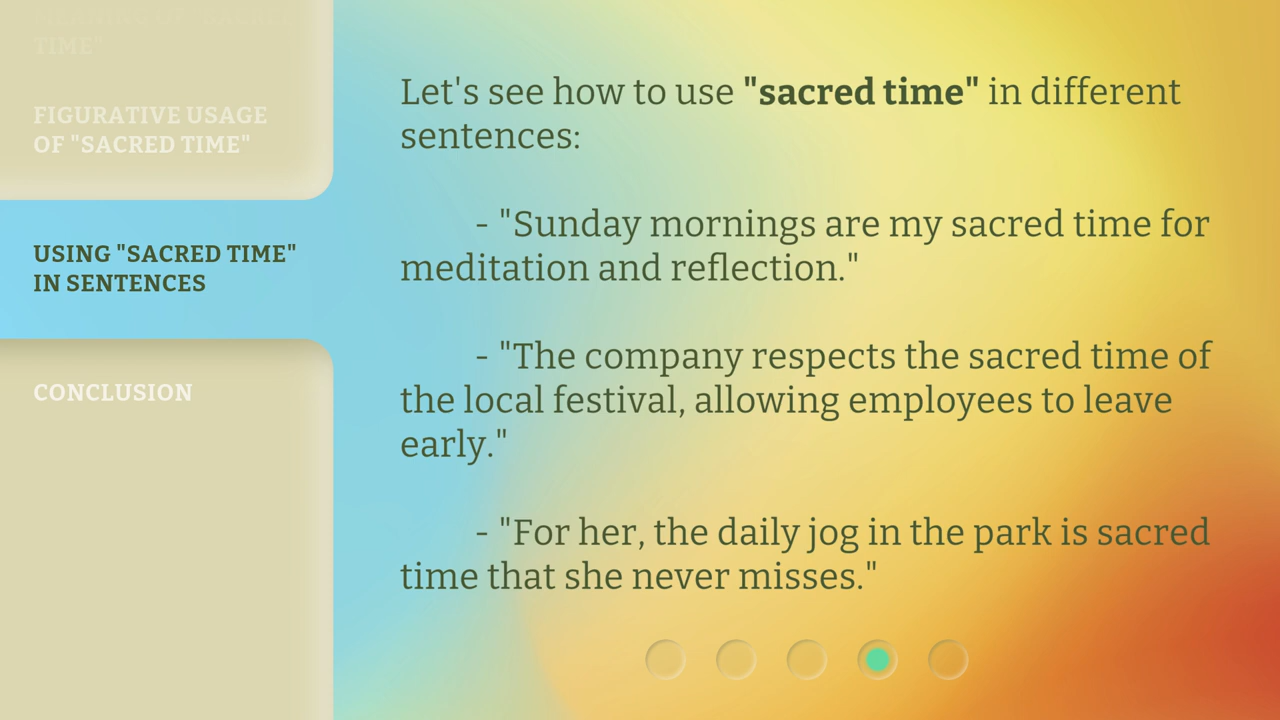 MEANING OF "SACRED
TIME"
FIGURATIVE USAGE
OF "SACRED TIME"
USING "SACRED TIME"
IN SENTENCES
CONCLUSION
Let's see how to use "sacred time" in different
sentences:
- "Sunday mornings are my sacred time for
meditation and reflection."
- "The company respects the sacred time of
the local festival, allowing employees to leave
early."
- "For her, the daily jog in the park is sacred
time that she never misses."